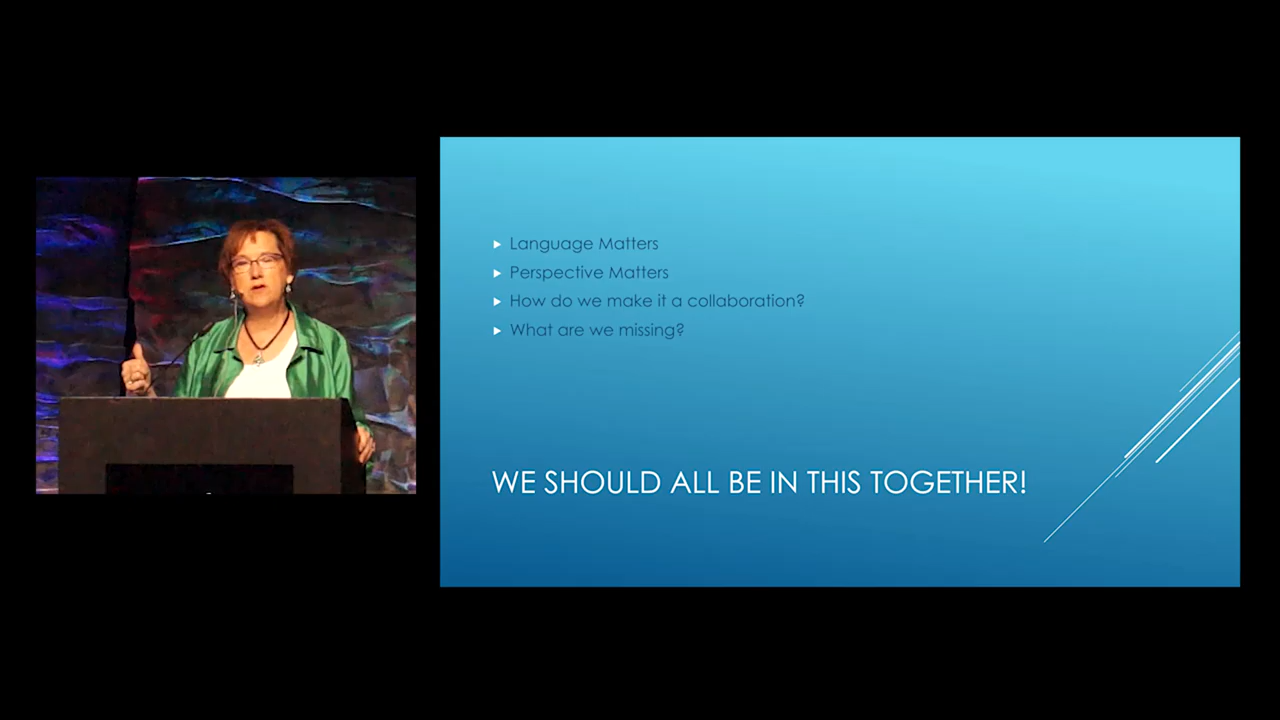 Language Matters
Perspective Matters
How do we make it a collaboration?
What are we missing?
WE SHOULD ALL BE IN THIS TOGETHER!